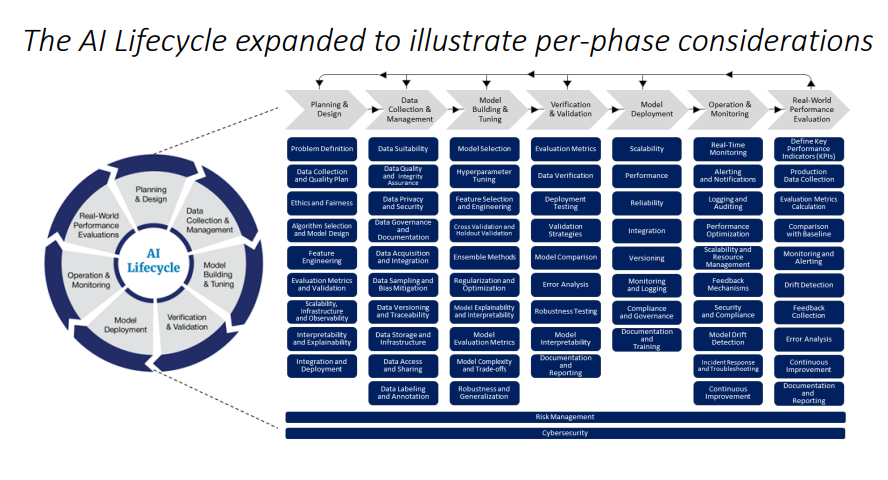 The AI Lifecycle expanded to illustrate per-phase considerations
Planning &
& Design
Data
Collection &
Management
Model
Building
& Tuning
Verification
& Validation
Model
Deployment
Operation &
Monitoring
Real-World
Performance
Evaluations
AI
Lifecycle
Planning &
Design
Data
Collection &
Management
Model
Building &
Tuning
Verification
& Validation
Model
Deployment
Operation &
Monitoring
Real-World
Performance
Evaluation
Problem Definition
Data Collection
and Quality Plan
Ethics and Fairness
Algorithm Selection
and Model Design
Feature
Engineering
Evaluation Metrics
and Validation
Scalability,
Infrastructure
and Observability
Interpretability
and Explainability
Integration and
Deployment
Data Suitability
Data Quality
and Integrity
Assurance
Data Privacy
and Security
Data Governance
and
Documentation
Data Acquisition
and Integration
Data Sampling and
Bias Mitigation
Data Versioning
and Traceability
Data Storage and
Infrastructure
Data Access
and Sharing
Data Labeling
and Annotation
Model Selection
Hyperparameter
Tuning
Feature Selection
and Engineering
Cross Validation and
Holdout Validation
Ensemble Methods
Regularization and
Optimization
Model Explainability
and Interpretability
Model
Evaluation Metrics
Model Complexity
and Trade-offs
Robustness and
Generalization
Evaluation Metrics
Data Verification
Deployment
Testing
Validation
Strategies
Model Comparison
Error Analysis
Robustness Testing
Model
Interpretability
Documentation
and
Reporting
Scalability
Performance
Reliability
Integration
Versioning
Monitoring
and Logging
Compliance
and Governance
Documentation
and
Training
Real-Time
Monitoring
Alerting
and Notifications
Logging and
Auditing
Performance
Optimization
Scalability and
Resource
Management
Feedback
Mechanisms
Security
and Compliance
Model Drift
Detection
Incident Response
and Troubleshooting
Continuous
Improvement
Define Key
Performance
Indicators (KPIs)
Production
Data Collection
Evaluation Metrics
Calculation
Comparison
with Baseline
Monitoring and
Alerting
Drift Detection
Feedback
Collection
Error Analysis
Continuous
Improvement
Documentation
and
Reporting
Risk Management
Cybersecurity